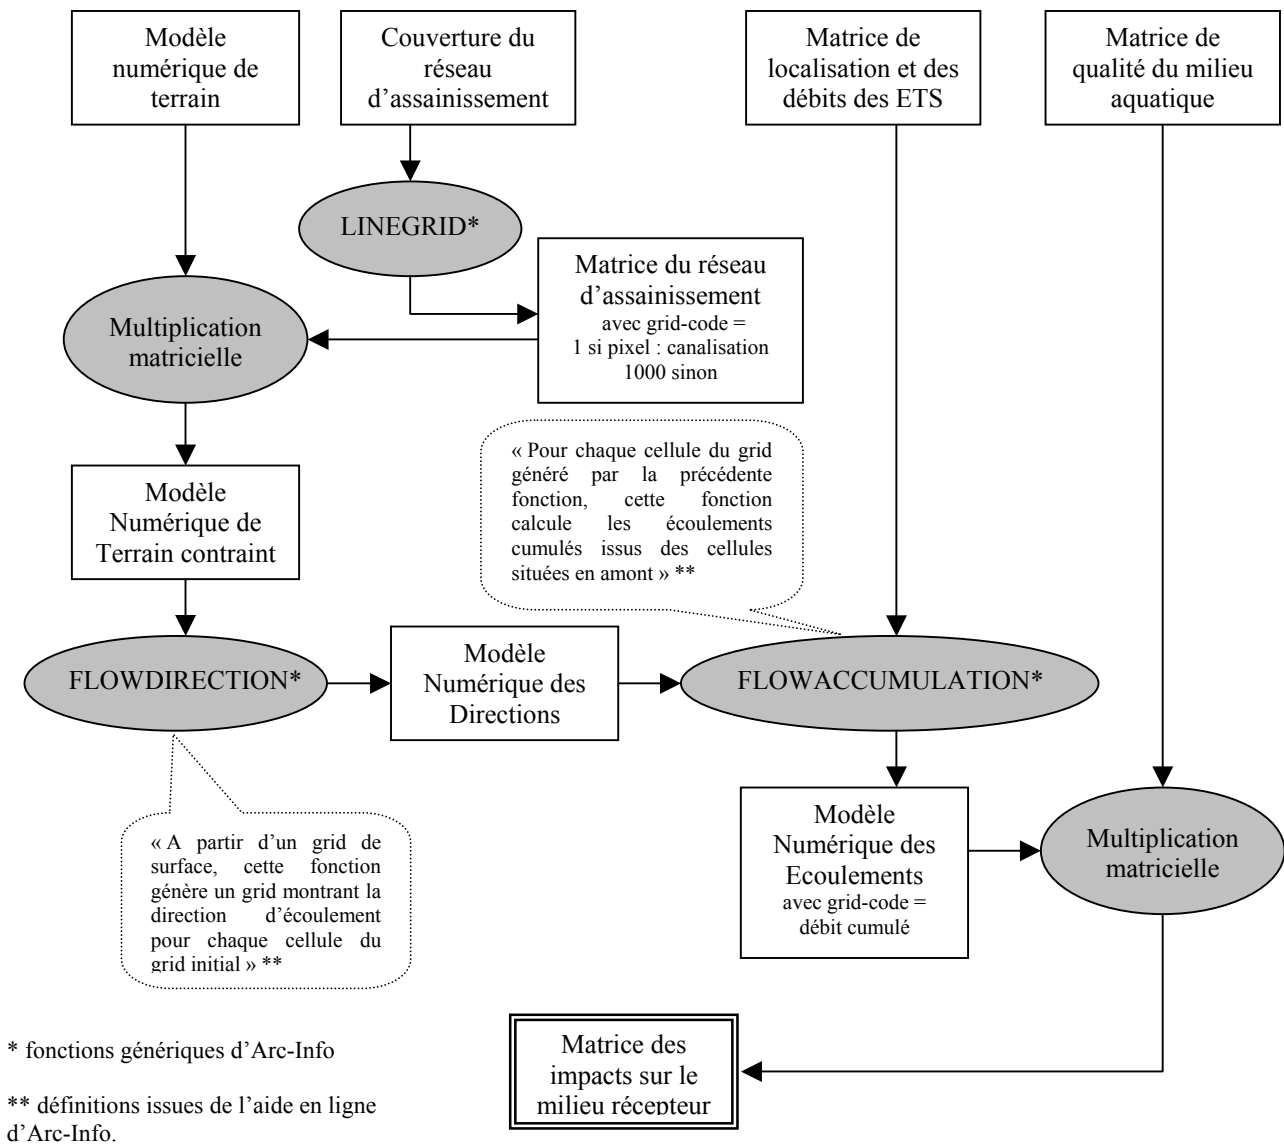 Modèle
numérique de
terrain
Couverture du
réseau
d’assainissement
Matrice de
localisation et des
débits des ETS
Matrice de
qualité du milieu
aquatique
LINEGRID*
Matrice du réseau
d’assainissement
avec grid-code =
1 si pixel : canalisation
1000 sinon
Multiplication
matricielle
« Pour chaque cellule du grid
généré par la précédente
fonction, cette fonction
calcule les écoulements
cumulés issus des cellules
situées en amont » **
Modèle
Numérique de
Terrain contraint
FLOWDIRECTION*
Modèle
Numérique des
Directions
FLOWACCUMULATION*
« A partir d’un grid de
surface, cette fonction
génère un grid montrant la
direction d’écoulement
pour chaque cellule du
grid initial » **
Modèle
Numérique des
Ecoulements
avec grid-code =
débit cumulé
Multiplication
matricielle
Matrice des
impacts sur le
milieu récepteur
* fonctions génériques d’Arc-Info
** définitions issues de l’aide en ligne
d’Arc-Info.